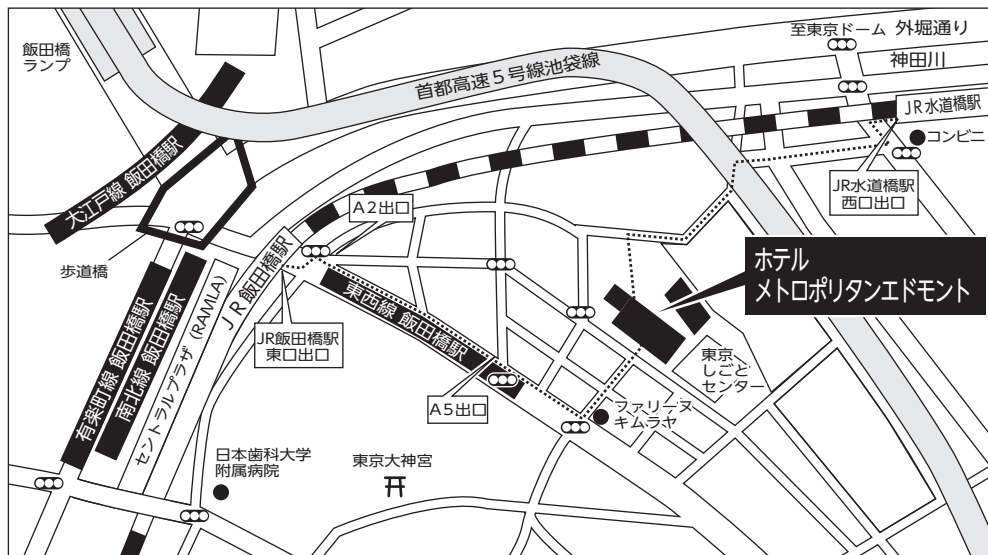 飯田橋
ランプ
首都高速5号線池袋線
至東京ドーム
外堀通り
神田川
JR水道橋駅
コンビニ
JR水道橋駅
西口出口
大江戸線 飯田橋駅
歩道橋
A2出口
JR飯田橋駅
ホテル
メトロポリタンエドモント
有楽町線 飯田橋駅
南北線 飯田橋駅
セントラルプラザ (RAMLA)
JR飯田橋駅
東口出口
東西線 飯田橋駅
A5出口
東京
しごと
センター
ファリーヌ
キムラヤ
日本歯科大学
附属病院
東京大神宮